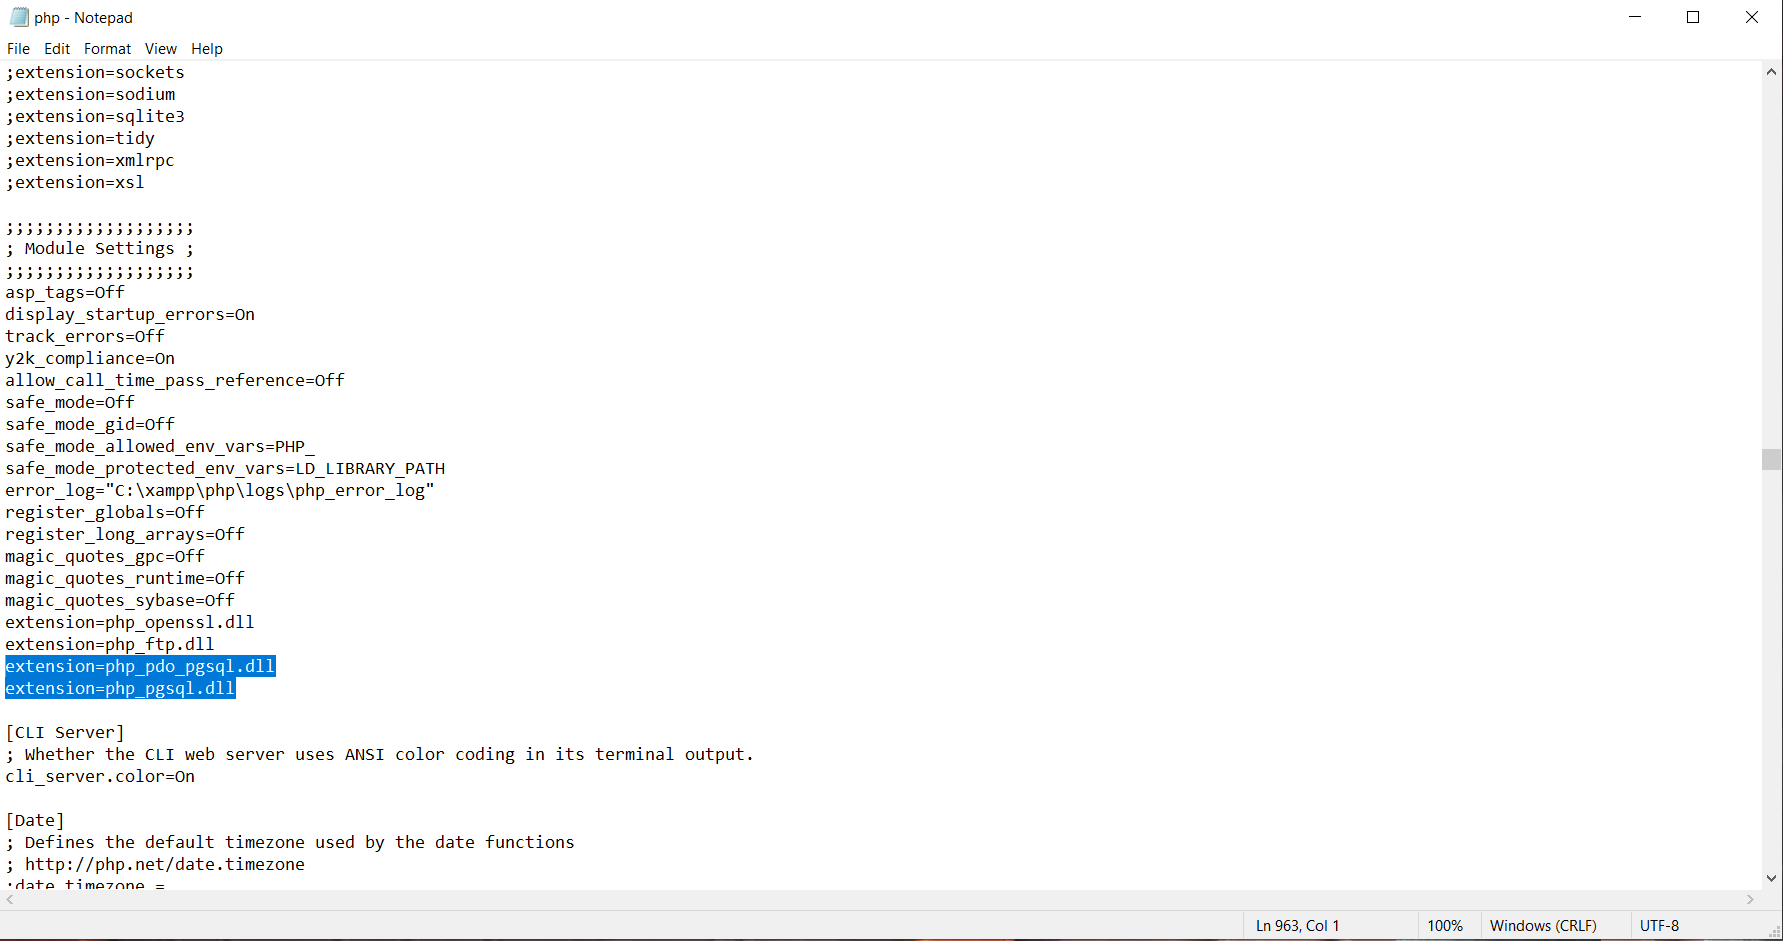 php - Notepad
File Edit Format View Help
;extension=sockets
;extension=sodium
;extension=sqlite3
;extension=tidy
;extension=xmlrpc
;extension=xsl
;;;;;;;;;;;;;;;;;;;
; Module Settings ;
;;;;;;;;;;;;;;;;;;;
asp_tags=Off
display_startup_errors=On
track_errors=Off
y2k_compliance=On
allow_call_time_pass_reference=Off
safe_mode=Off
safe_mode_gid=Off
safe_mode_allowed_env_vars=PHP_
safe_mode_protected_env_vars=LD_LIBRARY_PATH
error_log="C:\xampp\php\logs\php_error_log"
register_globals=Off
register_long_arrays=Off
magic_quotes_gpc=Off
magic_quotes_runtime=Off
magic_quotes_sybase=Off
extension=php_openssl.dll
extension=php_ftp.dll
extension=php_pdo_pgsql.dll
extension=php_pgsql.dll
[CLI Server]
; Whether the CLI web server uses ANSI color coding in its terminal output.
cli_server.color=On
[Date]
; Defines the default timezone used by the date functions
; http://php.net/date.timezone
;date.timezone =
Ln 963, Col 1 100% Windows (CRLF) UTF-8